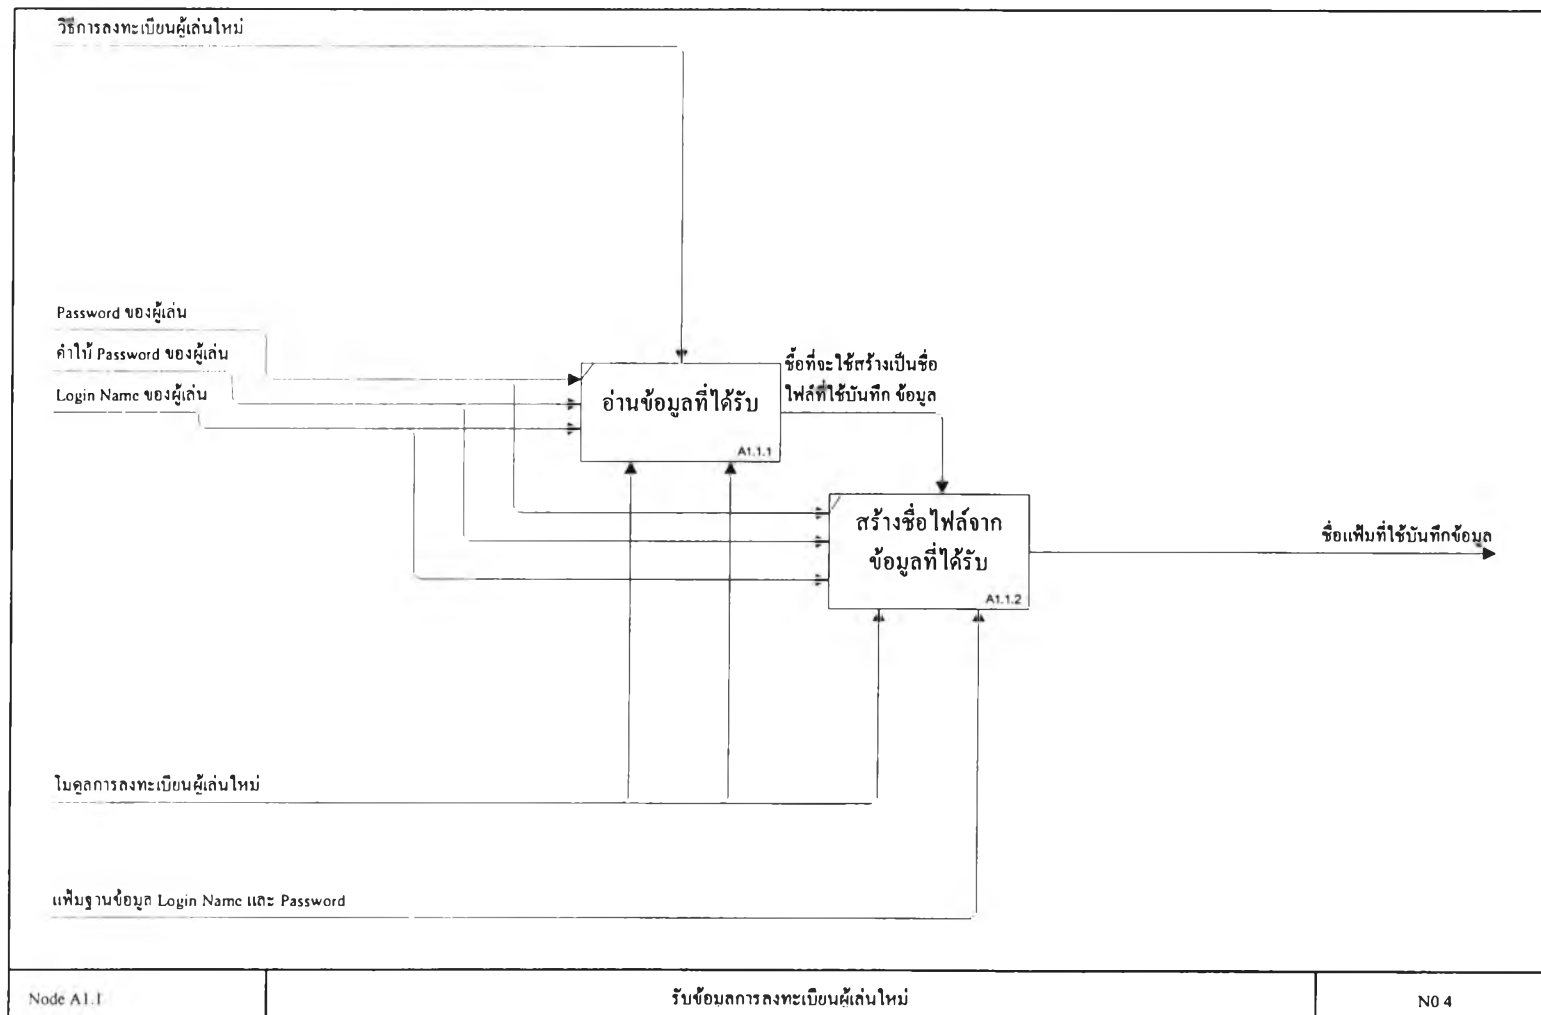 วิธีการลงทะเบียนผู้เล่นใหม่
Password ของผู้เล่น
คำใบ้ Password ของผู้เล่น
Login Name ของผู้เล่น
ชื่อที่จะใช้สร้างเป็นชื่อ
ไฟล์ที่ใช้บันทึก ข้อมูล
อ่านข้อมูลที่ได้รับ
A1.1.1
สร้างชื่อไฟล์จาก
ข้อมูลที่ได้รับ
A1.1.2
ชื่อแฟ้มที่ใช้บันทึกข้อมูล
โมดูลการลงทะเบียนผู้เล่นใหม่
แฟ้มฐานข้อมูล Login Name และ Password
Node A1.1
รับข้อมูลการลงทะเบียนผู้เล่นใหม่
N0 4